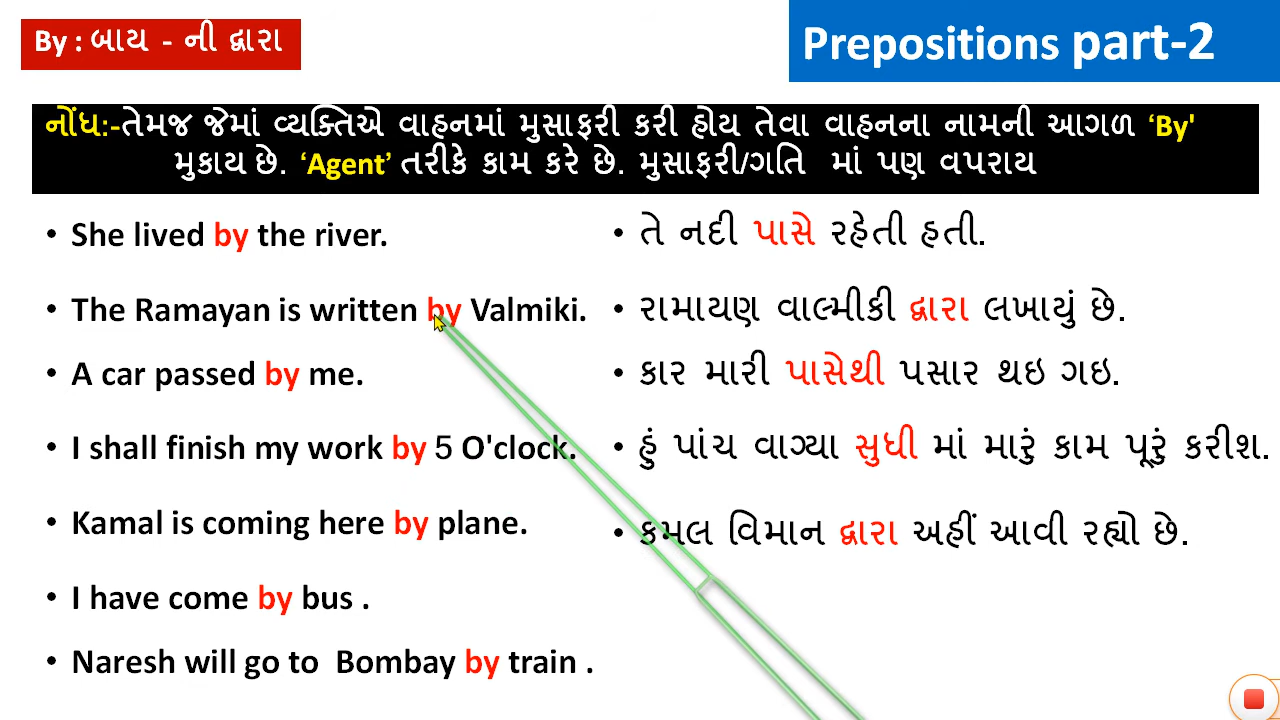 By : બાય - ની દ્વારા
Prepositions part-2
નોંધઃ-તેમજ જેમાં વ્યક્તિએ વાહનમાં મુસાફરી કરી હોય તેવા વાહનના નામની આગળ ‘By'
મુકાય છે. ‘Agent’ તરીકે કામ કરે છે. મુસાફરી/ગતિ માં પણ વપરાય
• She lived by the river.
• તે નદી પાસે રહેતી હતી.
• The Ramayan is written by Valmiki.
• રામાયણ વાલ્મીકી દ્વારા લખાયું છે.
• A car passed by me.
• કાર મારી પાસેથી પસાર થઇ ગઇ.
• I shall finish my work by 5 O'clock.
• હું પાંચ વાગ્યા સુધી માં મારું કામ પૂરું કરીશ.
• Kamal is coming here by plane.
• કમલ વિમાન દ્વારા અહીં આવી રહ્યો છે.
• I have come by bus .
• Naresh will go to Bombay by train .